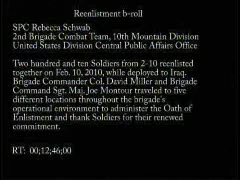 Reenlistment b-roll
SPC Rebecca Schwab
2nd Brigade Combat Team, 10th Mountain Division
United States Division Central Public Affairs Office
Two hundred and ten Soldiers from 2-10 reenlisted
together on Feb. 10, 2010, while deployed to Iraq.
Brigade Commander Col. David Miller and Brigade
Command Sgt. Maj. Joe Montour traveled to five
different locations throughout the brigade's
operational environment to administer the Oath of
Enlistment and thank Soldiers for their renewed
commitment.
RT: 00;12;46;00